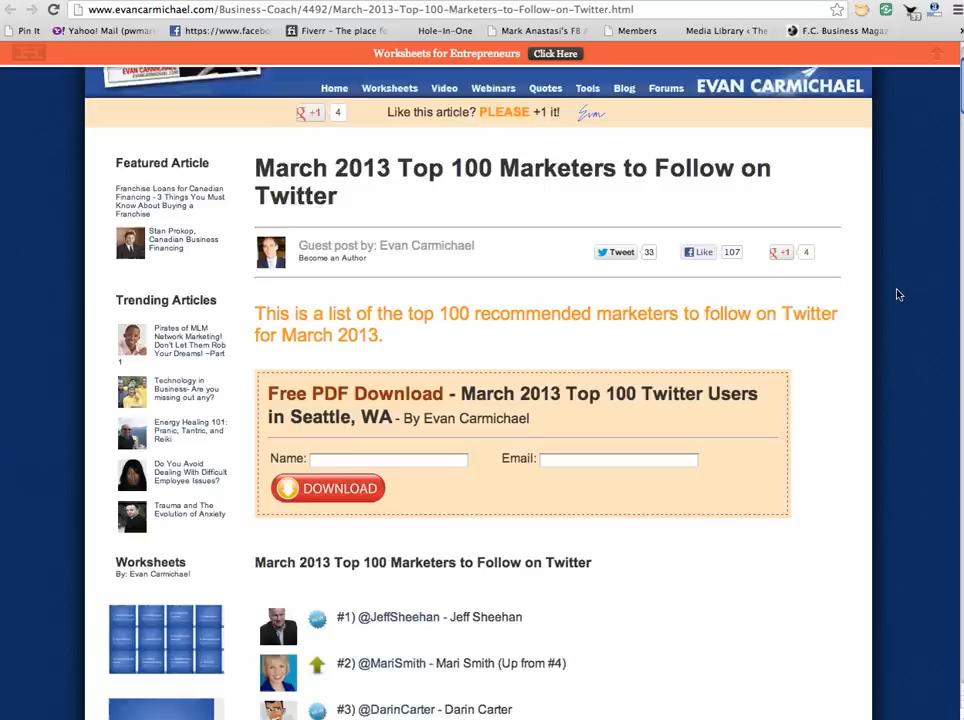 www.evancarmichael.com/Business-Coach/4492/March-2013-Top-100-Marketers-to-Follow-on-Twitter.html
Pin It
Yahoo! Mail (pwmar
https://www.facebo
Fiverr - The place fo
Hole-In-One
Mark Anastasi's FB A
Members
Media Library ‹ The
F.C. Business Magaz
Worksheets for Entrepreneurs Click Here
Home Worksheets Video Webinars Quotes Tools Blog Forums EVAN CARMICHAEL
+1 4 Like this article? PLEASE +1 it! Evan
Featured Article
Franchise Loans for Canadian
Financing - 3 Things You Must
Know About Buying a
Franchise
Stan Prokop,
Canadian Business
Financing
Trending Articles
Pirates of MLM
Network Marketing!
Don't Let Them Rob
Your Dreams! ~Part
1
Technology in
Business- Are you
missing out any?
Energy Healing 101:
Pranic, Tantric, and
Reiki
Do You Avoid
Dealing With Difficult
Employee Issues?
Trauma and The
Evolution of Anxiety
Worksheets
By: Evan Carmichael
March 2013 Top 100 Marketers to Follow on
Twitter
Guest post by: Evan Carmichael
Become an Author
Tweet 33 Like 107 +1 4
This is a list of the top 100 recommended marketers to follow on Twitter
for March 2013.
Free PDF Download - March 2013 Top 100 Twitter Users
in Seattle, WA - By Evan Carmichael
Name: Email:
DOWNLOAD
March 2013 Top 100 Marketers to Follow on Twitter
#1) @JeffSheehan - Jeff Sheehan
#2) @MariSmith - Mari Smith (Up from #4)
#3) @DarinCarter - Darin Carter